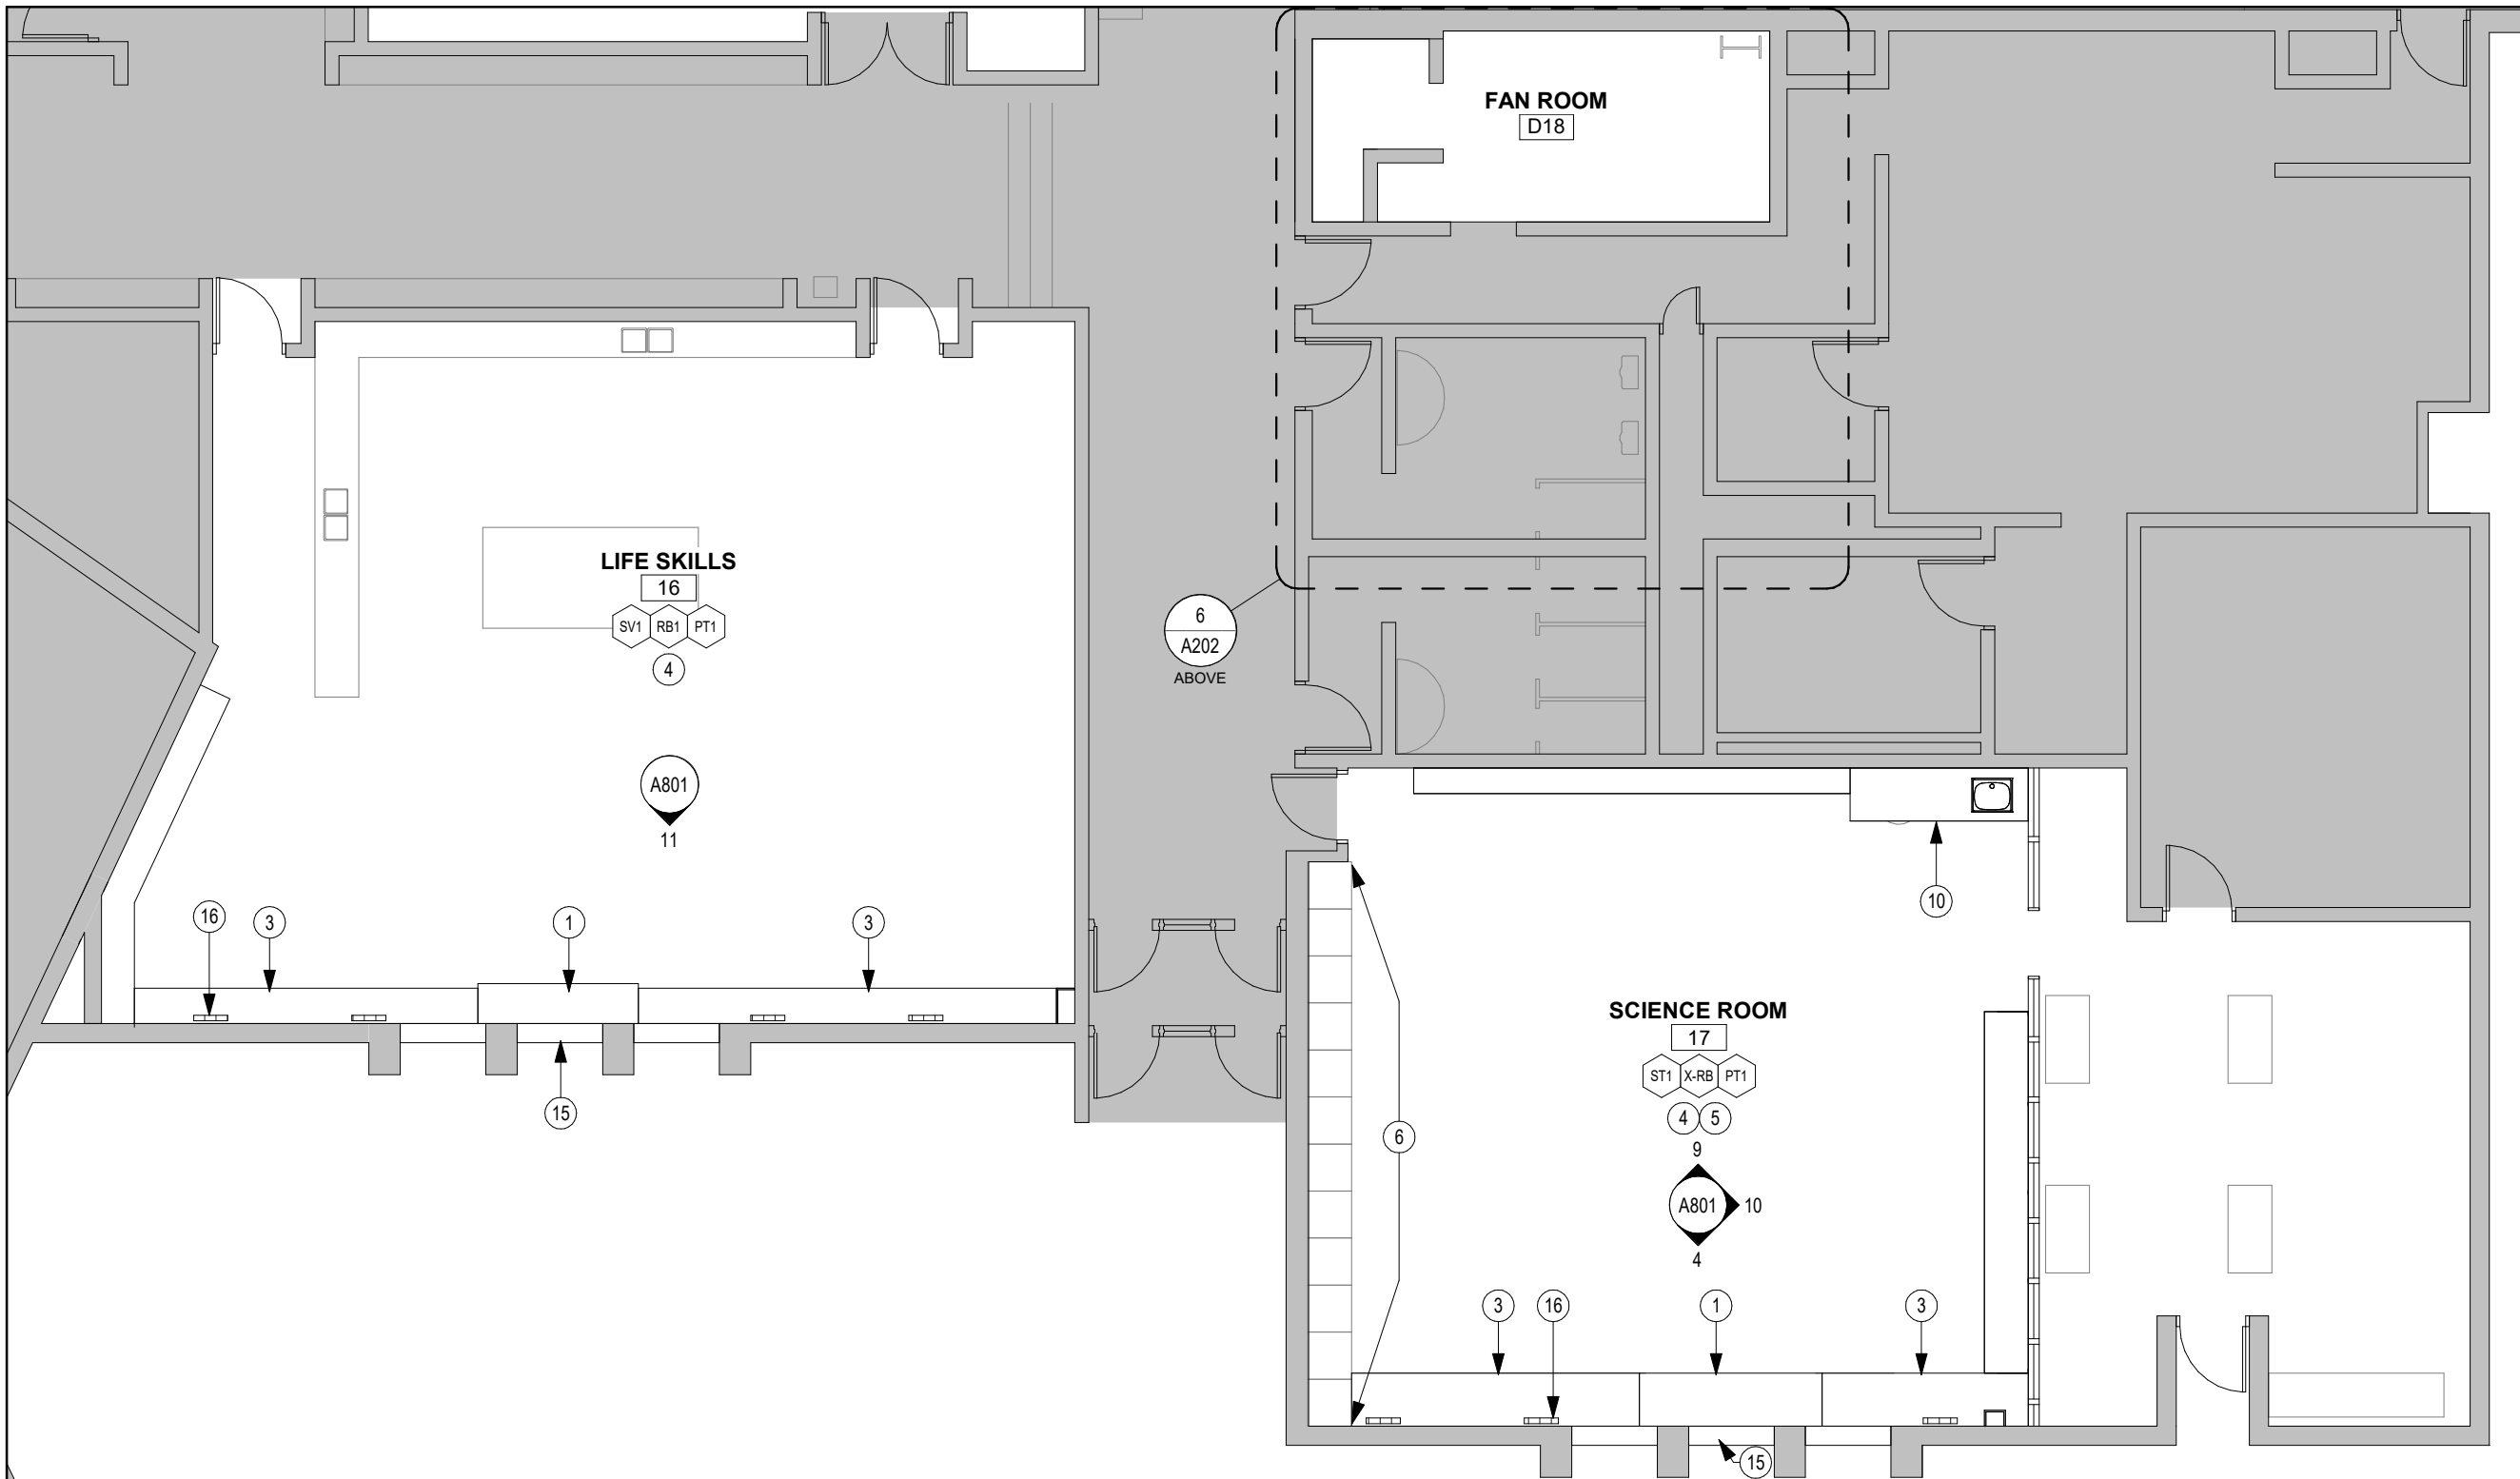 FAN ROOM
D18
LIFE SKILLS
16
SV1 RB1 PT1
4
6
A202
ABOVE
A801
11
16 3 1 3
15
10
SCIENCE ROOM
17
ST1 X-RB PT1
4 5
6
9
A801 10
4
3 16 1 3
15